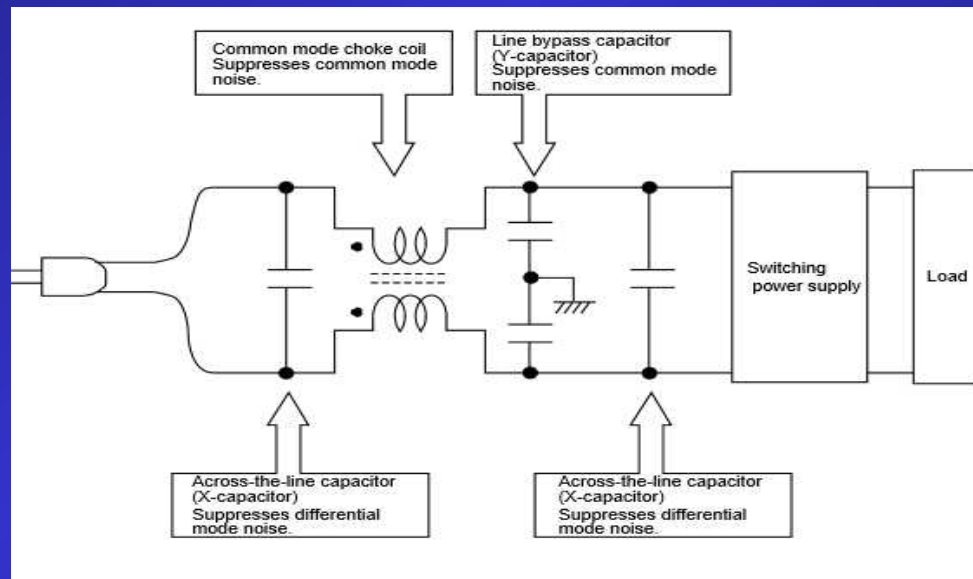 Common mode choke coil
Suppresses common mode
noise.
Line bypass capacitor
(Y-capacitor)
Suppresses common mode
noise.
Switching
power supply
Load
Across-the-line capacitor
(X-capacitor)
Suppresses differential
mode noise.
Across-the-line capacitor
(X-capacitor)
Suppresses differential
mode noise.